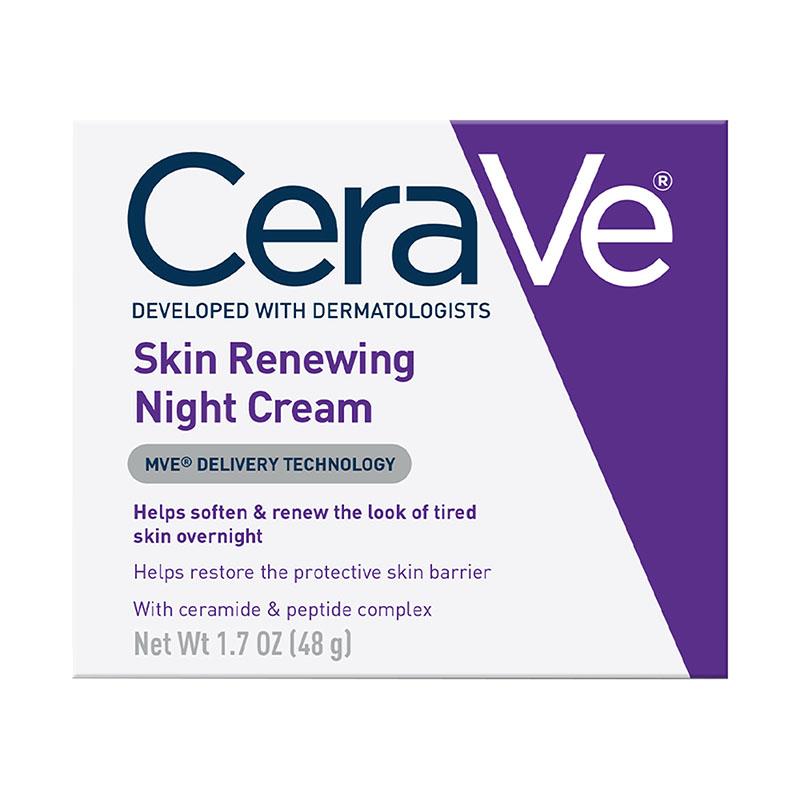 CeraVe®
DEVELOPED WITH DERMATOLOGISTS
Skin Renewing
Night Cream
MVE® DELIVERY TECHNOLOGY
Helps soften & renew the look of tired
skin overnight
Helps restore the protective skin barrier
With ceramide & peptide complex
Net Wt 1.7 OZ (48 g)